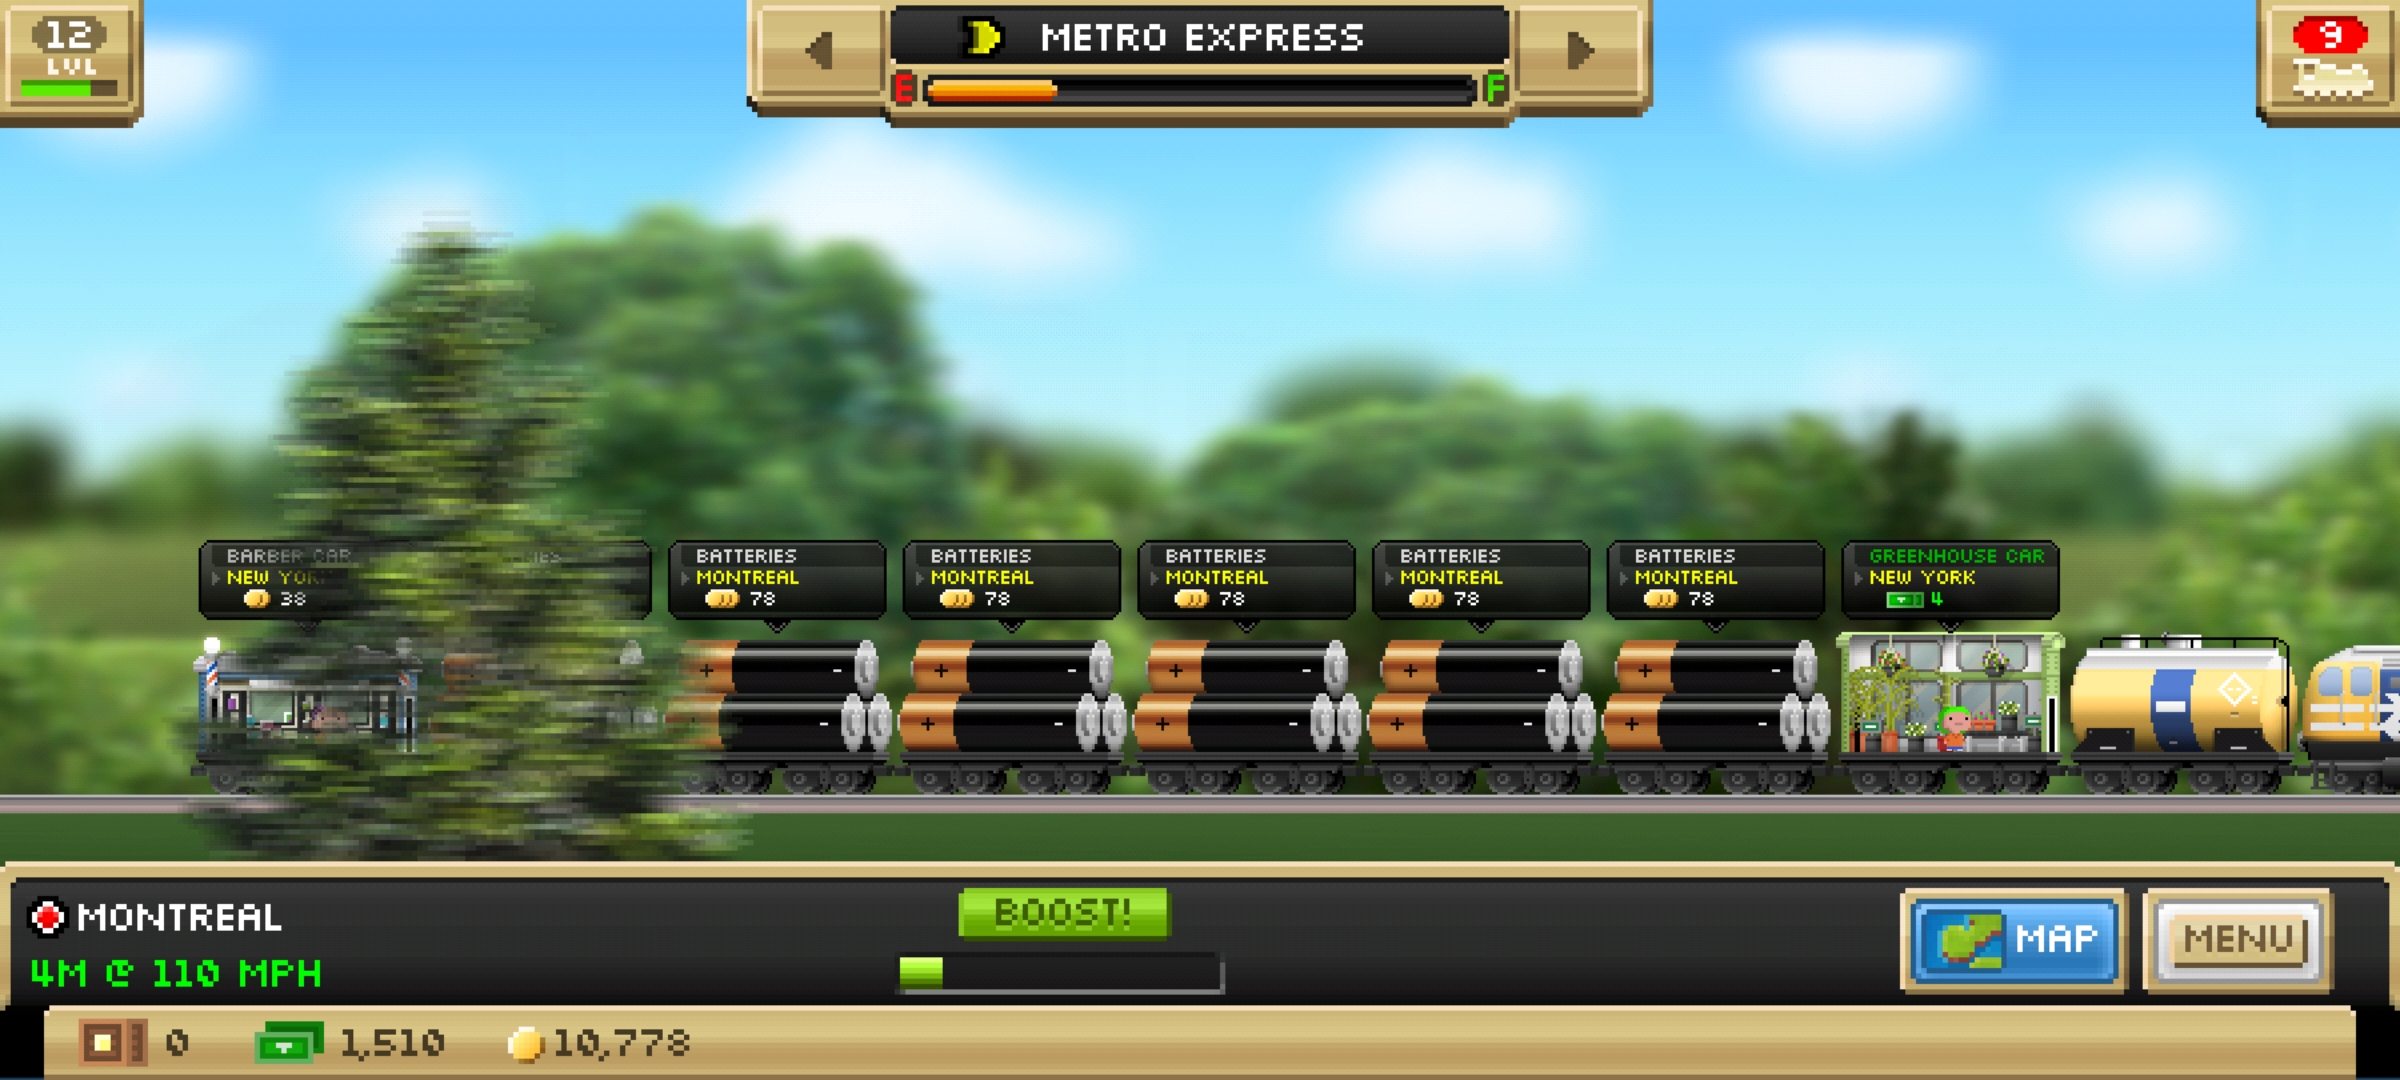 12
LVL
METRO EXPRESS
E
F
9
BARBER CAR
NEW YORK
38
BATTERIES
MONTREAL
78
BATTERIES
MONTREAL
78
BATTERIES
MONTREAL
78
BATTERIES
MONTREAL
78
BATTERIES
MONTREAL
78
GREENHOUSE CAR
NEW YORK
4
+ -
+ -
+ -
+ -
+ -
+ -
+ -
+ -
+ -
+ -
MONTREAL
4M @ 110 MPH
BOOST!
MAP
MENU
0
1,510
10,778